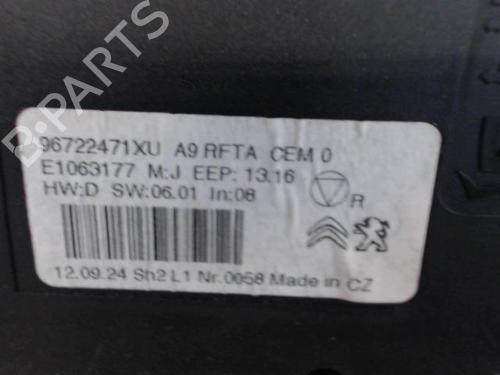 96722471XU A9 RFTA CEM 0
E1063177 M:J EEP: 13.16
HW:D SW:06.01 In:08
R
12.09.24 Sh2 L1 Nr.0058 Made in CZ
B-PARTS